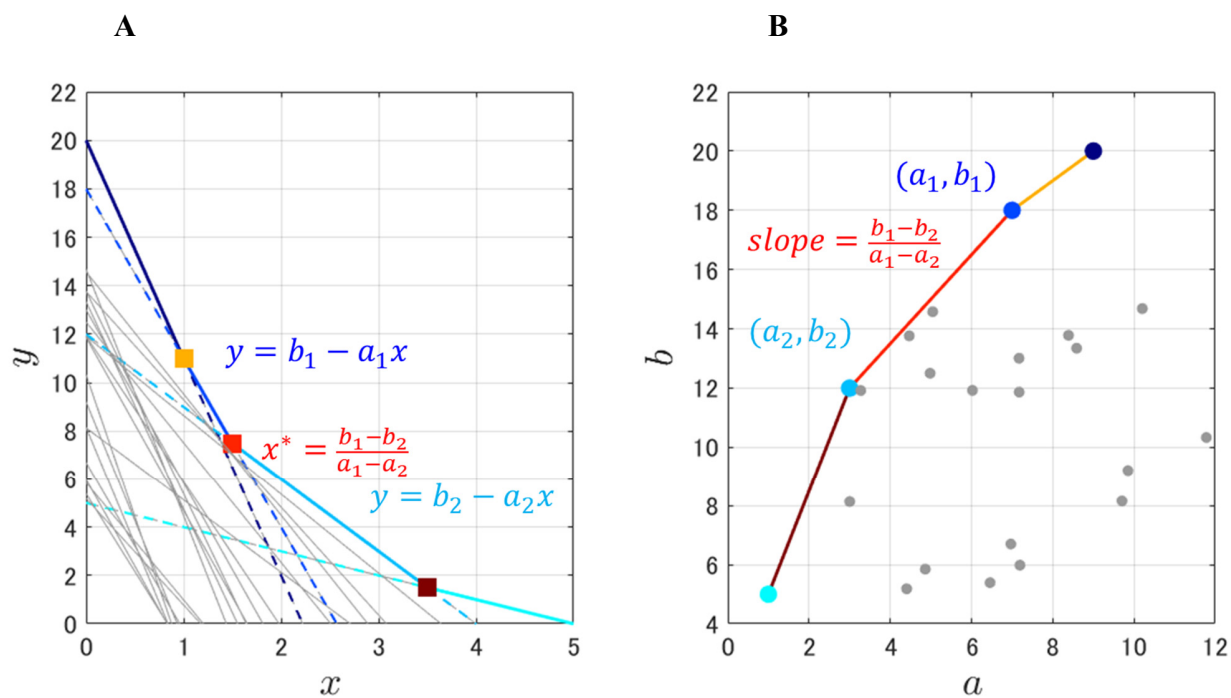 A
B
22
20
18
16
14
12
10
8
6
4
2
0
y
0
1
2
3
4
5
x
y = b₁ − a₁x
x* = (b₁−b₂)/(a₁−a₂)
y = b₂ − a₂x
22
20
18
16
14
12
10
8
6
4
b
0
2
4
6
8
10
12
a
(a₁, b₁)
slope = (b₁−b₂)/(a₁−a₂)
(a₂, b₂)